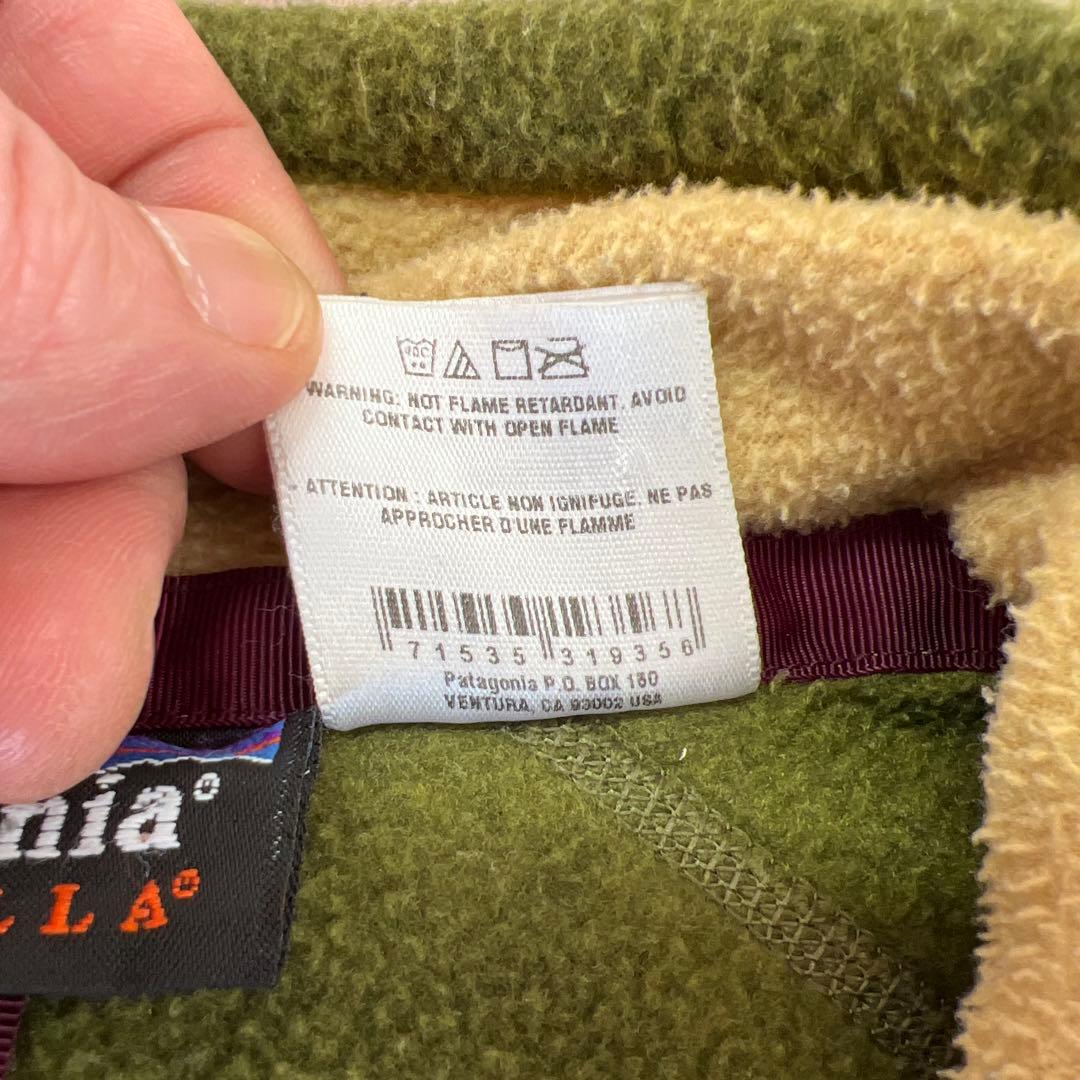 WARNING: NOT FLAME RETARDANT, AVOID
CONTACT WITH OPEN FLAME
ATTENTION : ARTICLE NON IGNIFUGE. NE PAS
APPROCHER D'UNE FLAMME
71535 319356
Patagonia P.O. BOX 150
VENTURA, CA 93002 USA
nia®
LLA®